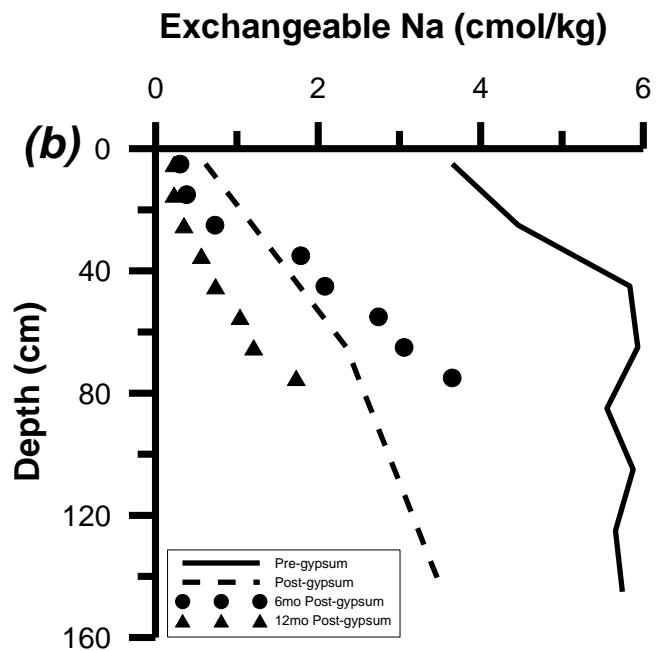 Exchangeable Na (cmol/kg)
0 2 4 6
(b)
0
40
80
120
160
Depth (cm)
Pre-gypsum
Post-gypsum
6mo Post-gypsum
12mo Post-gypsum